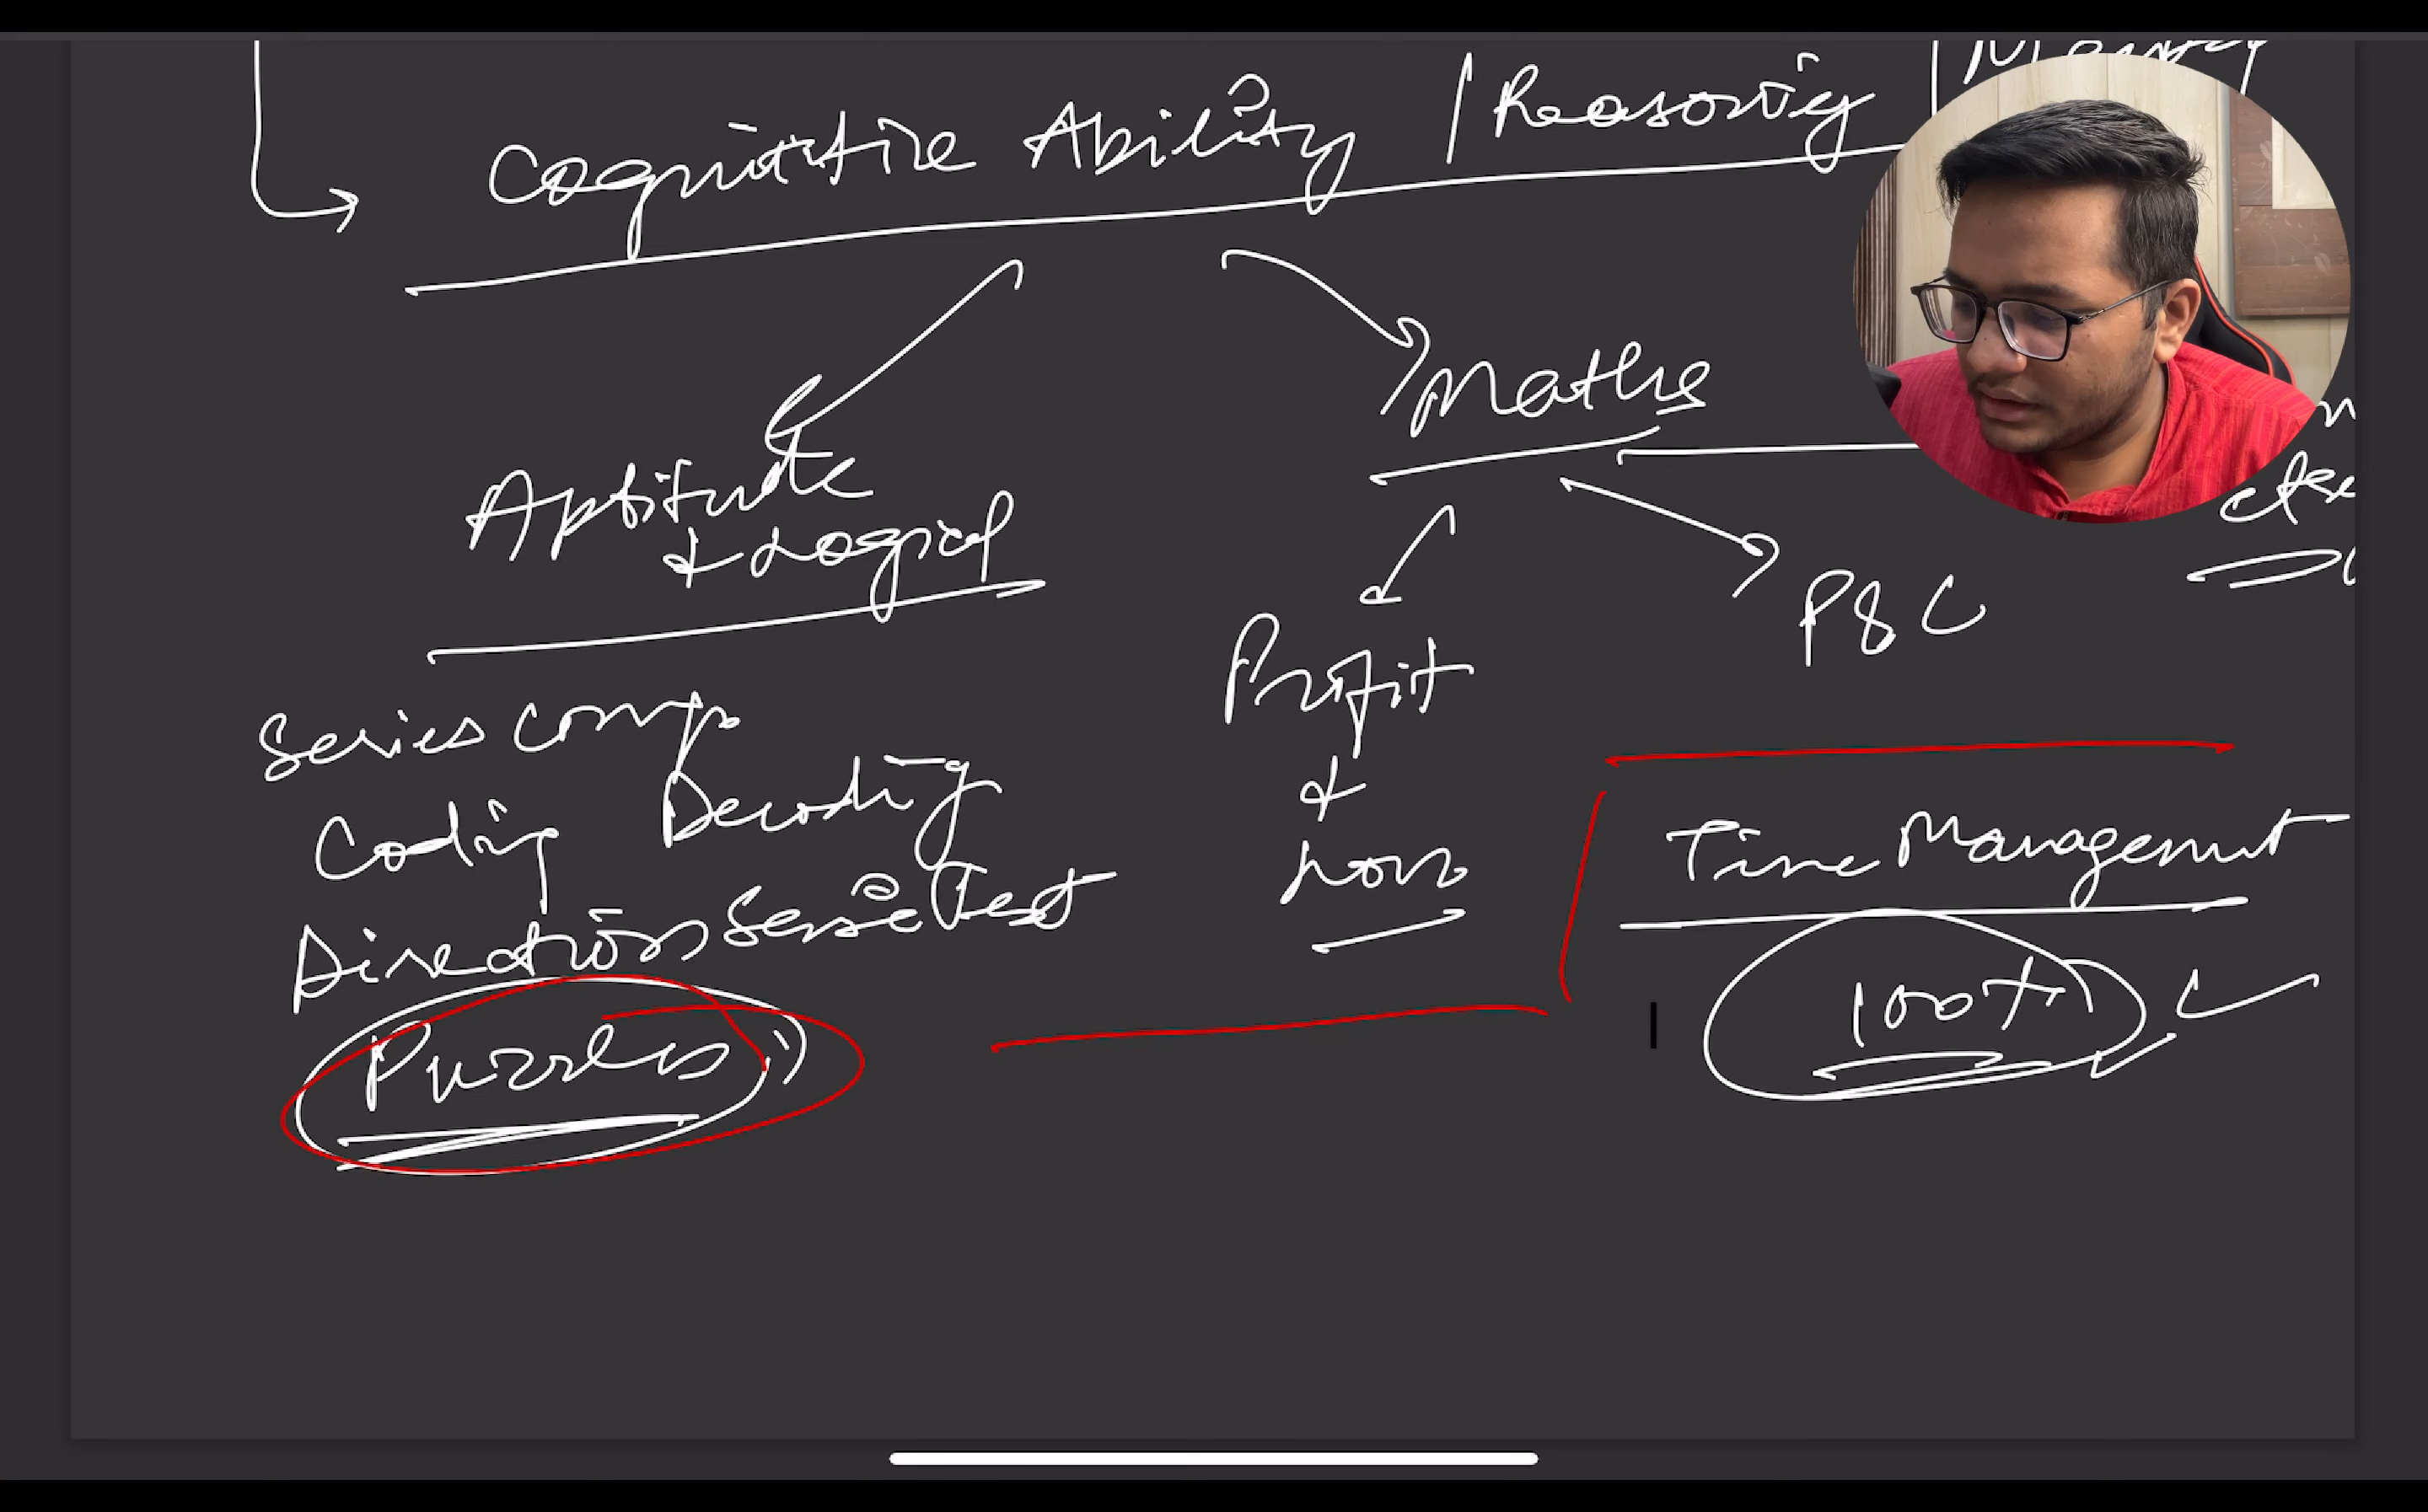 Cognitive Ability | Reasoning |
Maths
Aptitude
& Logical
etc
P&C
Profit
&
Loss
Series Comp
Coding Decoding
Direction Sense Test
Puzzles
Time Management
100+